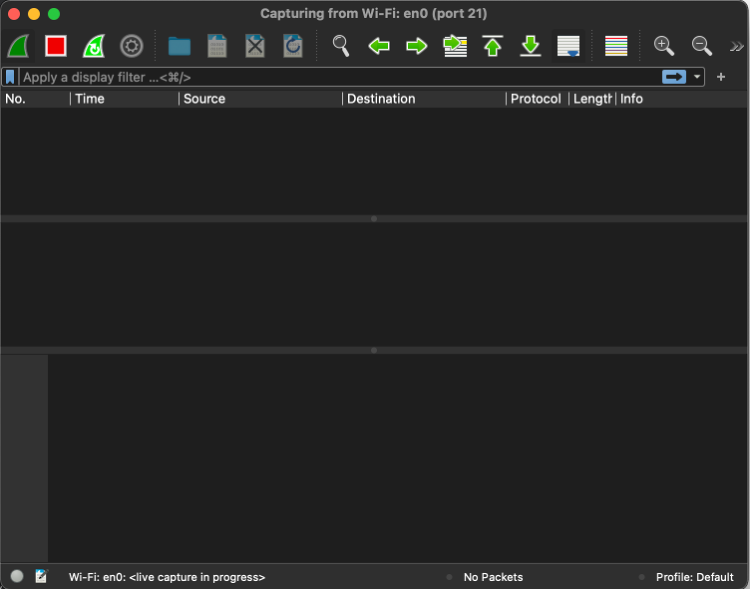 Capturing from Wi-Fi: en0 (port 21)
Apply a display filter ...<⌘/>
No. Time Source Destination Protocol Length Info
Wi-Fi: en0: <live capture in progress> No Packets Profile: Default